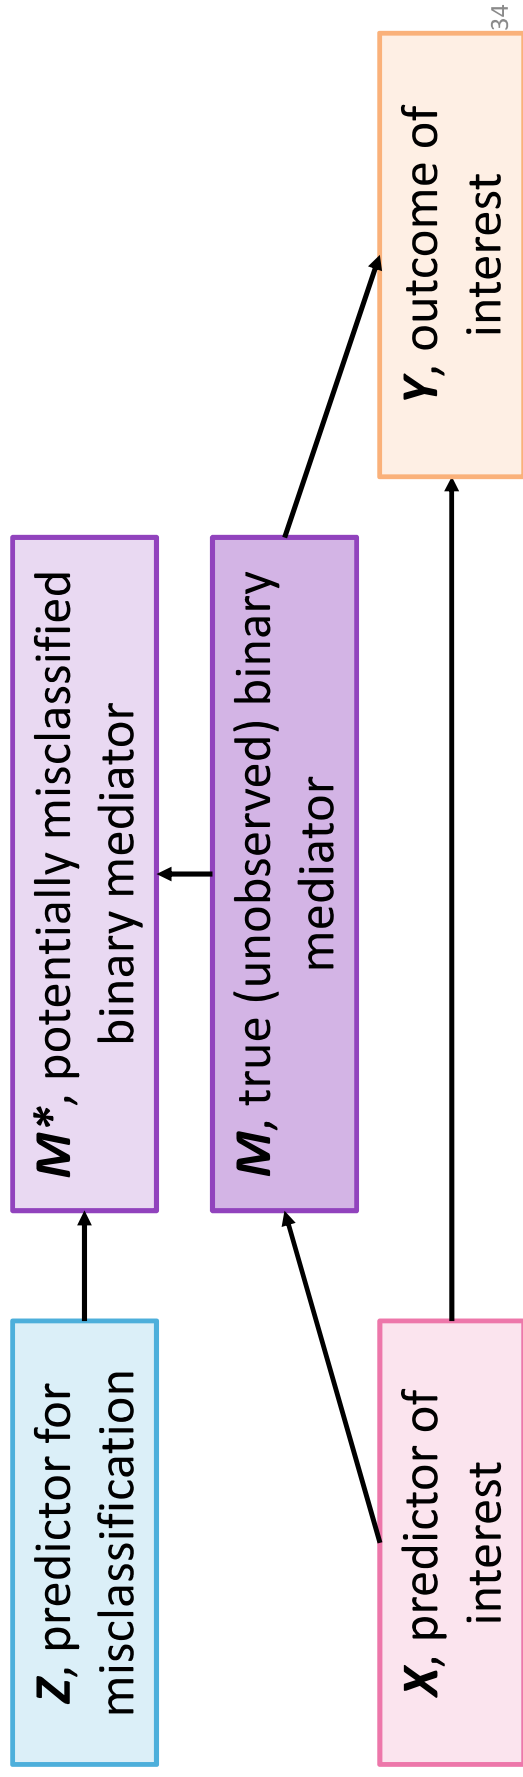 Z, predictor for
misclassification
M*, potentially misclassified
binary mediator
M, true (unobserved) binary
mediator
X, predictor of
interest
Y, outcome of
interest
34